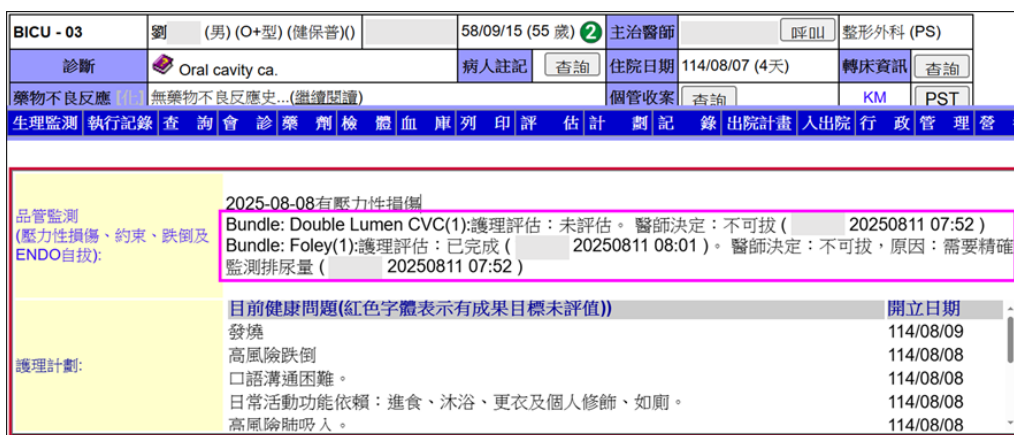 BICU - 03 劉 (男) (O+型) (健保普)() 58/09/15 (55 歲) 2 主治醫師 呼叫 整形外科 (PS)
診斷 Oral cavity ca. 病人註記 查詢 住院日期 114/08/07 (4天) 轉床資訊 查詢
藥物不良反應 無藥物不良反應史...(繼續閱讀) 個管收案 查詢 KM PST
生理監測 執行記錄 查 詢 會 診 藥 劑 檢 體 血 庫 列 印 評 估 計 劃 記 錄 出院計畫 入出院 行 政 管 理 營
2025-08-08有壓力性損傷
品管監測
(壓力性損傷、約束、跌倒及
ENDO自拔):
Bundle: Double Lumen CVC(1):護理評估：未評估。 醫師決定：不可拔 ( 20250811 07:52 )
Bundle: Foley(1):護理評估：已完成 ( 20250811 08:01 )。 醫師決定：不可拔，原因：需要精確
監測排尿量 ( 20250811 07:52 )
護理計劃:
目前健康問題(紅色字體表示有成果目標未評值)) 開立日期
發燒 114/08/09
高風險跌倒 114/08/08
口語溝通困難。 114/08/08
日常活動功能依賴：進食、沐浴、更衣及個人修飾、如廁。 114/08/08
高風險肺吸入。 114/08/08